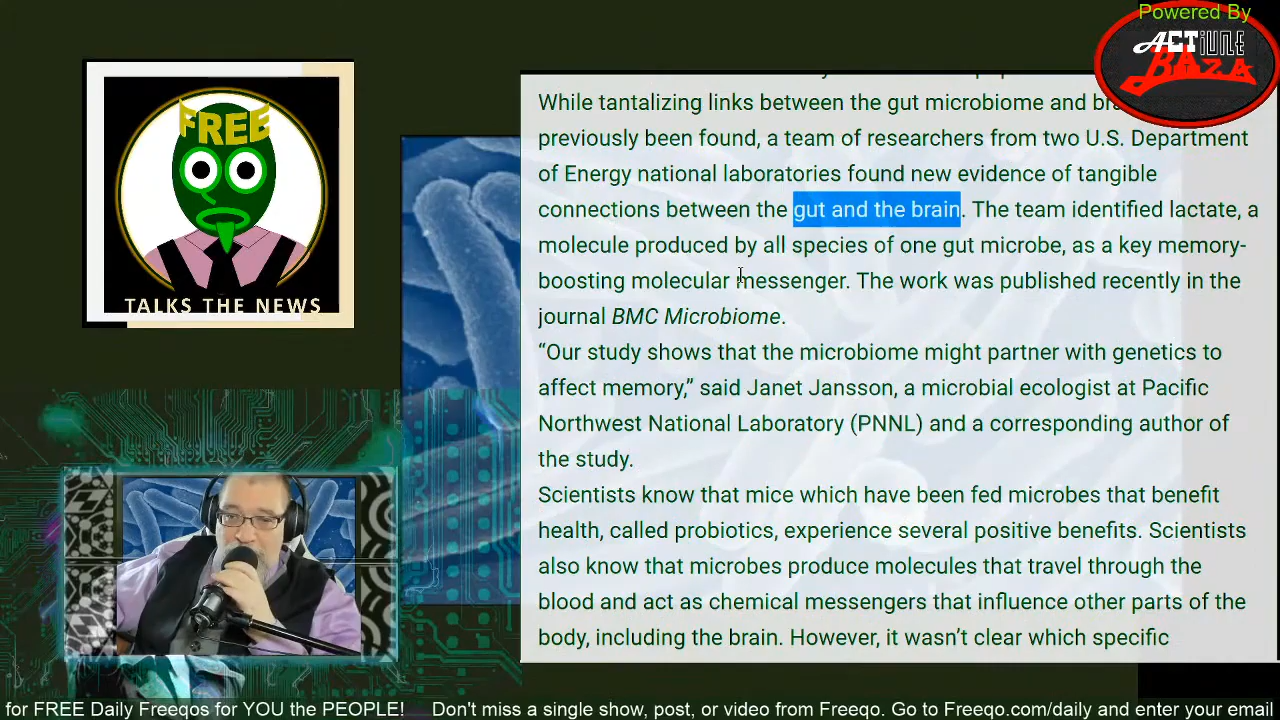 Powered By
ACTIUNE
BAZA
FREE
TALKS THE NEWS
While tantalizing links between the gut microbiome and
previously been found, a team of researchers from two U.S. Department
of Energy national laboratories found new evidence of tangible
connections between the gut and the brain. The team identified lactate, a
molecule produced by all species of one gut microbe, as a key memory-
boosting molecular messenger. The work was published recently in the
journal BMC Microbiome.
“Our study shows that the microbiome might partner with genetics to
affect memory,” said Janet Jansson, a microbial ecologist at Pacific
Northwest National Laboratory (PNNL) and a corresponding author of
the study.
Scientists know that mice which have been fed microbes that benefit
health, called probiotics, experience several positive benefits. Scientists
also know that microbes produce molecules that travel through the
blood and act as chemical messengers that influence other parts of the
body, including the brain. However, it wasn’t clear which specific
for FREE Daily Freeqos for YOU the PEOPLE! Don't miss a single show, post, or video from Freeqo. Go to Freeqo.com/daily and enter your email